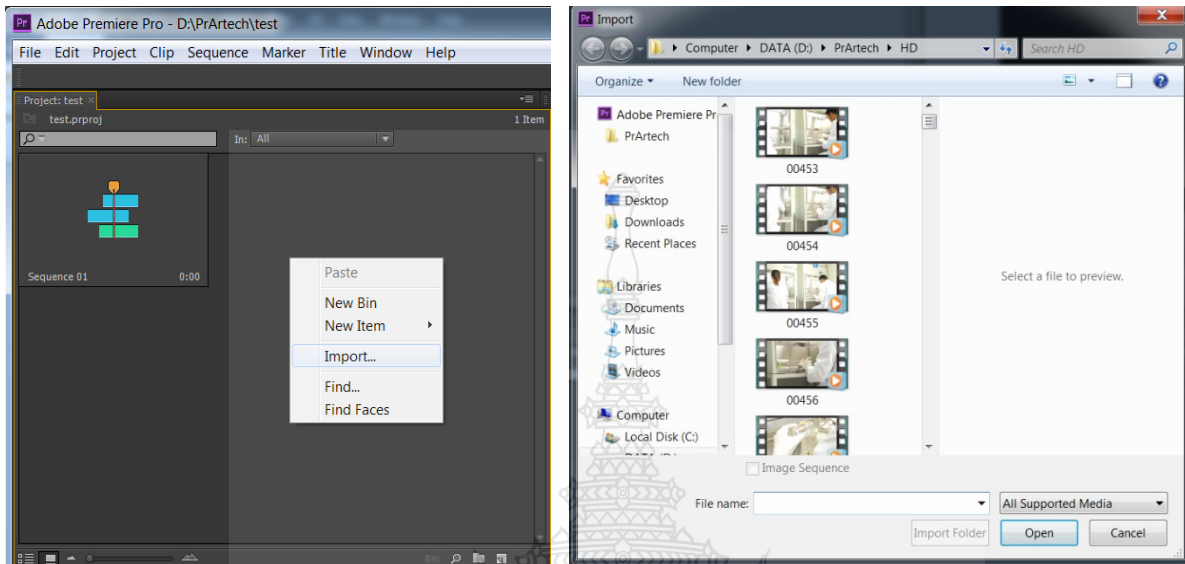 Adobe Premiere Pro - D:\PrArtech\test
File Edit Project Clip Sequence Marker Title Window Help
Project: test ×
test.prproj
1 Item
In: All
Sequence 01 0:00
Paste
New Bin
New Item
Import...
Find...
Find Faces
Import
Computer DATA (D:) PrArtech HD
Search HD
Organize New folder
Adobe Premiere Pr
PrArtech
Favorites
Desktop
Downloads
Recent Places
Libraries
Documents
Music
Pictures
Videos
Computer
Local Disk (C:)
00453
00454
00455
00456
Select a file to preview.
Image Sequence
File name:
All Supported Media
Import Folder Open Cancel